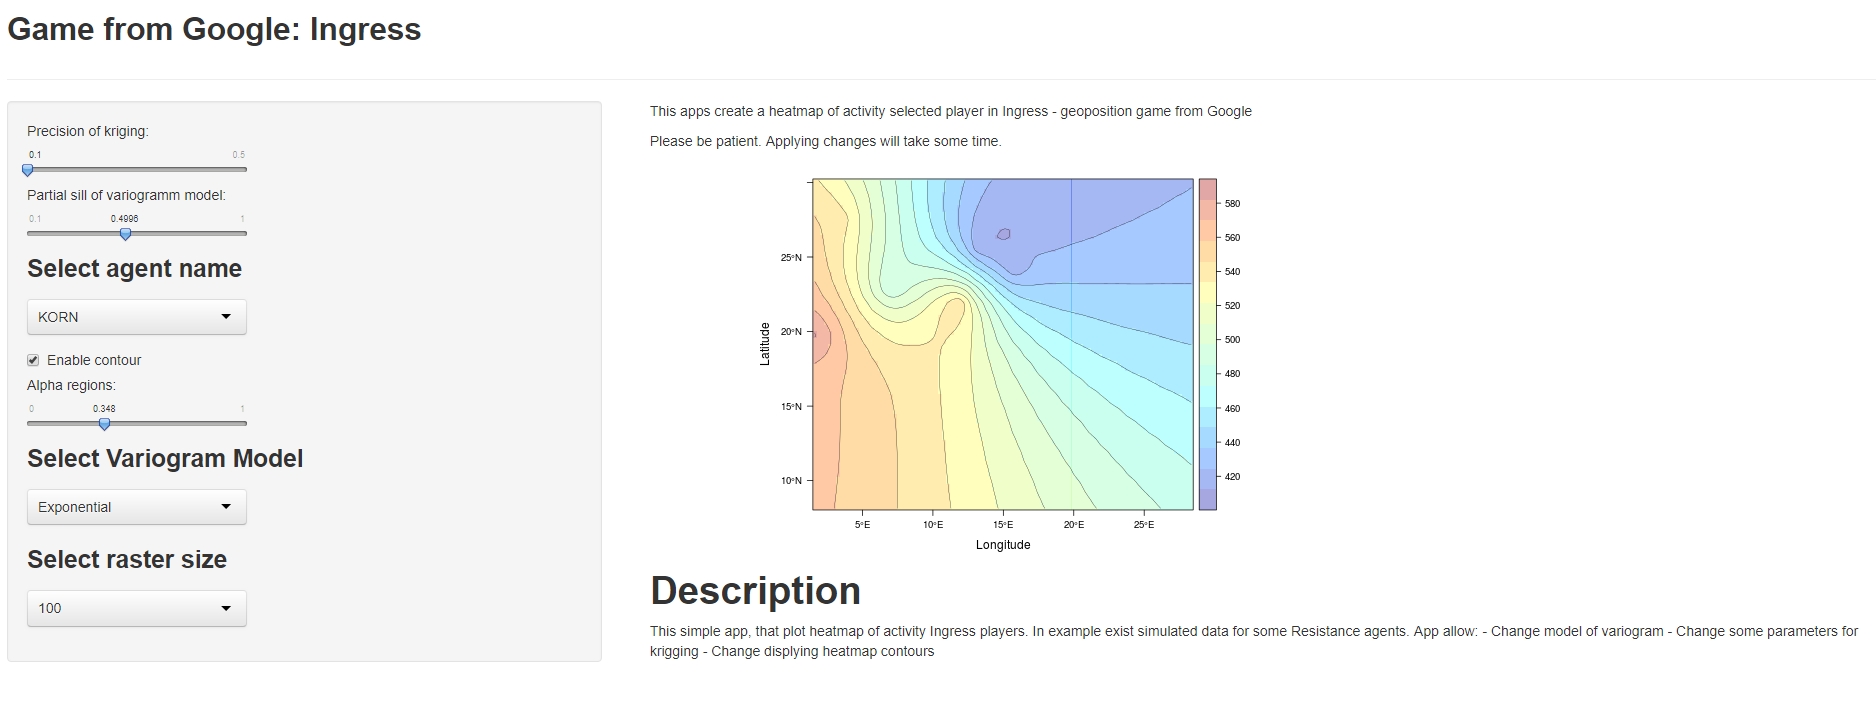 Game from Google: Ingress
Precision of kriging:
0.1 0.5
Partial sill of variogramm model:
0.1 0.4996 1
Select agent name
KORN
Enable contour
Alpha regions:
0 0.348 1
Select Variogram Model
Exponential
Select raster size
100
This apps create a heatmap of activity selected player in Ingress - geoposition game from Google
Please be patient. Applying changes will take some time.
Latitude
25°N
20°N
15°N
10°N
5°E 10°E 15°E 20°E 25°E
Longitude
580
560
540
520
500
480
460
440
420
Description
This simple app, that plot heatmap of activity Ingress players. In example exist simulated data for some Resistance agents. App allow: - Change model of variogram - Change some parameters for
krigging - Change displying heatmap contours